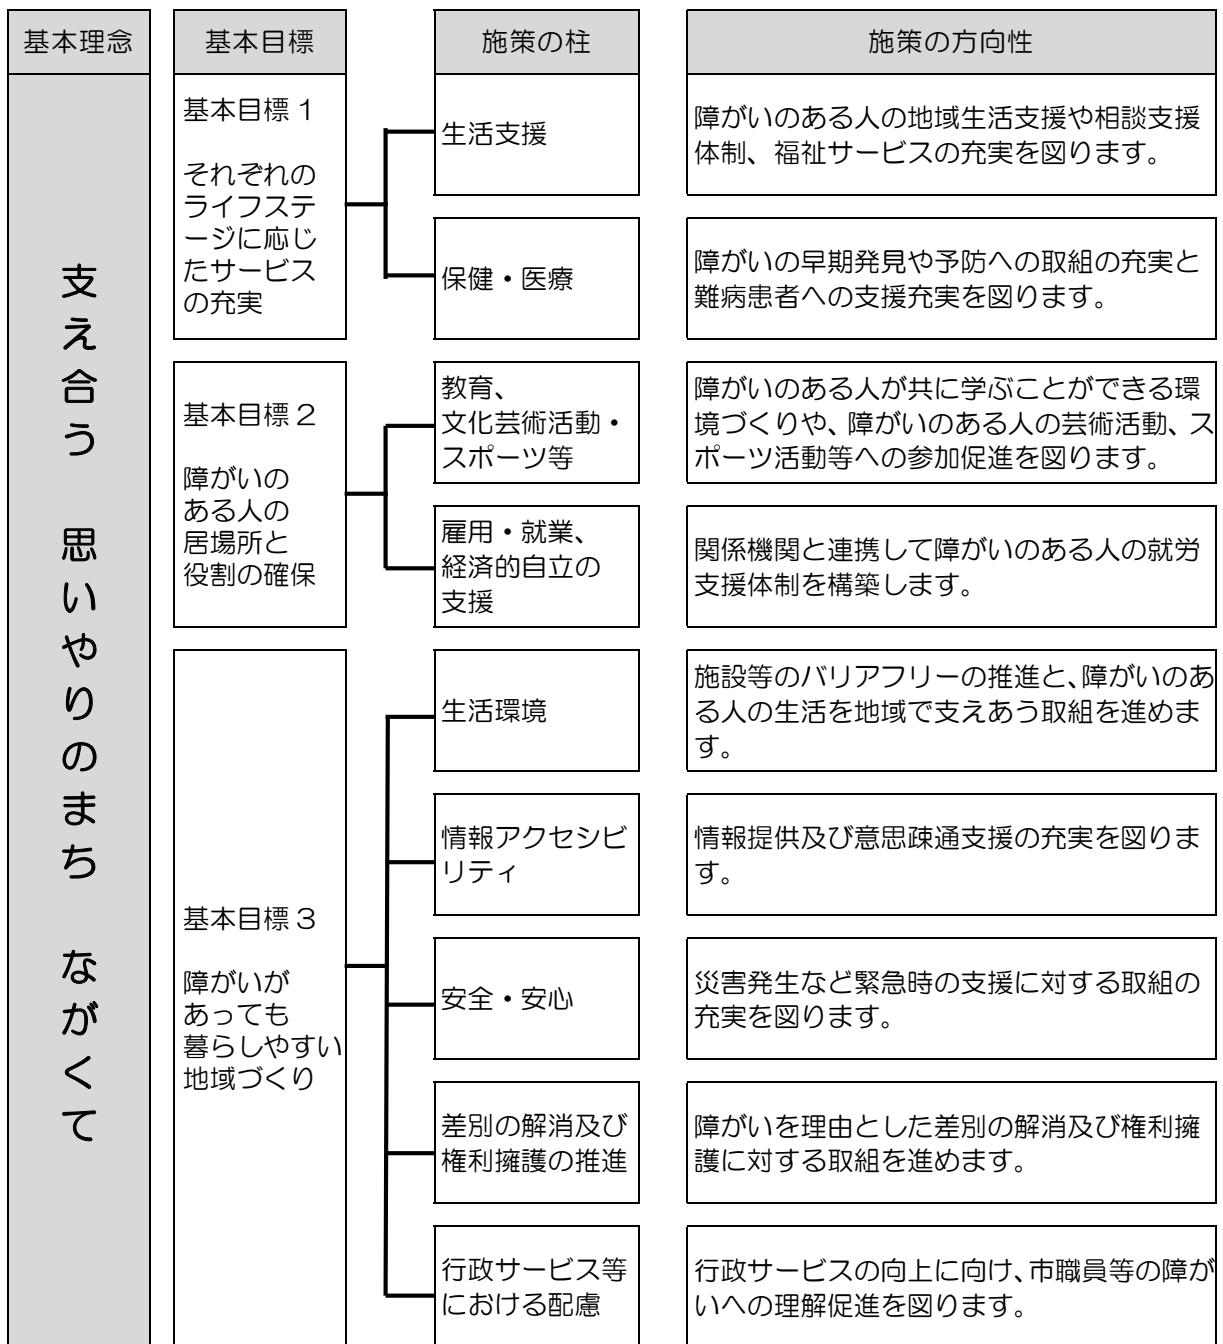 基本理念
基本目標
施策の柱
施策の方向性
支え合う　思いやりのまち　ながくて
基本目標１
それぞれの
ライフステ
ージに応じ
たサービス
の充実
生活支援
障がいのある人の地域生活支援や相談支援
体制、福祉サービスの充実を図ります。
保健・医療
障がいの早期発見や予防への取組の充実と
難病患者への支援充実を図ります。
基本目標２
障がいの
ある人の
居場所と
役割の確保
教育、
文化芸術活動・
スポーツ等
障がいのある人が共に学ぶことができる環
境づくりや、障がいのある人の芸術活動、ス
ポーツ活動等への参加促進を図ります。
雇用・就業、
経済的自立の
支援
関係機関と連携して障がいのある人の就労
支援体制を構築します。
基本目標３
障がいが
あっても
暮らしやすい
地域づくり
生活環境
施設等のバリアフリーの推進と、障がいのあ
る人の生活を地域で支えあう取組を進めま
す。
情報アクセシビ
リティ
情報提供及び意思疎通支援の充実を図りま
す。
安全・安心
災害発生など緊急時の支援に対する取組の
充実を図ります。
差別の解消及び
権利擁護の推進
障がいを理由とした差別の解消及び権利擁
護に対する取組を進めます。
行政サービス等
における配慮
行政サービスの向上に向け、市職員等の障が
いへの理解促進を図ります。